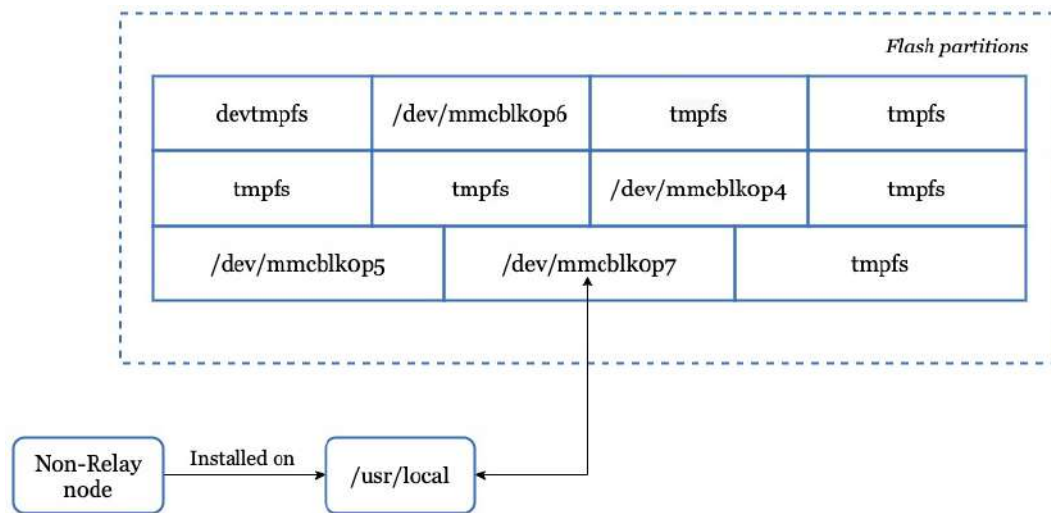 Flash partitions
devtmpfs
/dev/mmcblk0p6
tmpfs
tmpfs
tmpfs
tmpfs
/dev/mmcblk0p4
tmpfs
/dev/mmcblk0p5
/dev/mmcblk0p7
tmpfs
Non-Relay
node
Installed on
/usr/local